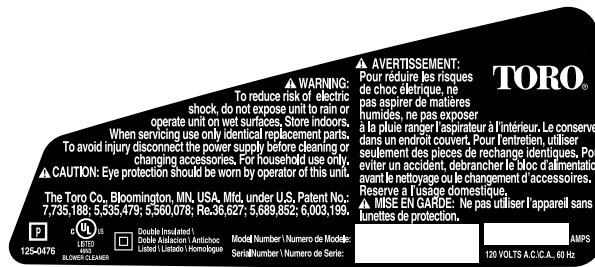 ⚠ WARNING:
To reduce risk of electric
shock, do not expose unit to rain or
operate unit on wet surfaces. Store indoors.
When servicing use only identical replacement parts.
To avoid injury disconnect the power supply before cleaning or
changing accessories. For household use only.
⚠ CAUTION: Eye protection should be worn by operator of this unit.
The Toro Co., Bloomington, MN. USA. Mfd. under U.S. Patent No.:
7,735,188; 5,535,479; 5,560,078; Re.36,627; 5,689,852; 6,003,199.
⚠ AVERTISSEMENT:
Pour réduire les risques
de choc életrique, ne
pas aspirer de matières
humides, ne pas exposer
à la pluie ranger l'aspirateur à l'intérieur. Le conserve
dans un endroit couvert. Pour l'entretien, utiliser
seulement des pieces de rechange identiques. Pou
eviter un accident, debrancher le bloc d'alimentatio
avant le nettoyage ou le changement d'accessoires.
Reserve a l'usage domestique.
⚠ MISE EN GARDE: Ne pas utiliser l'appareil sans
lunettes de protection.
TORO®
P
125-0476
C UL US
LISTED
46N3
BLOWER CLEANER
Double Insulated \
Doble Aislacion \ Antichoc
Listed \ Listado \ Homologue
Model Number \ Numero de Modele:
Serial Number \ Numero de Serie:
AMPS
120 VOLTS A.C.\C.A., 60 Hz